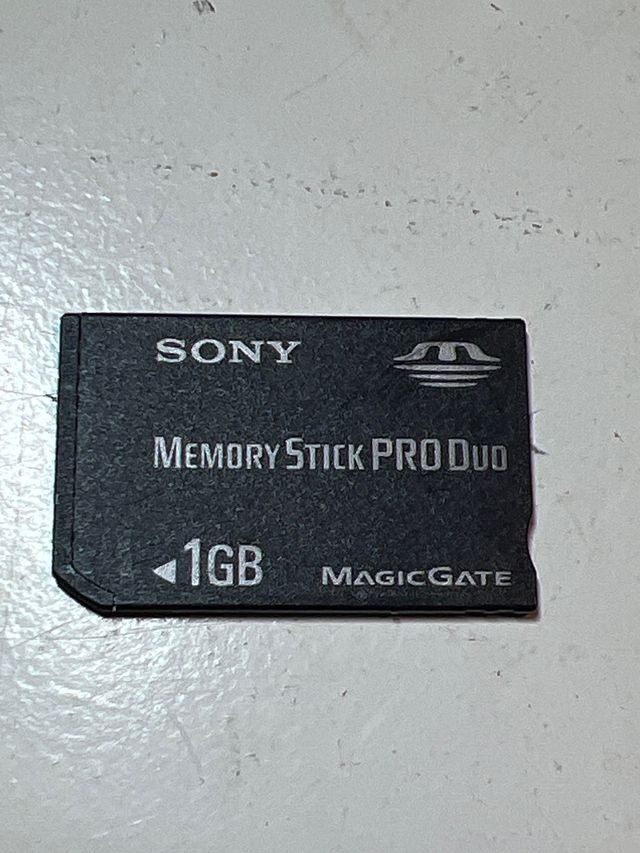 SONY
MEMORY STICK PRO DUO
◄1GB
MAGICGATE